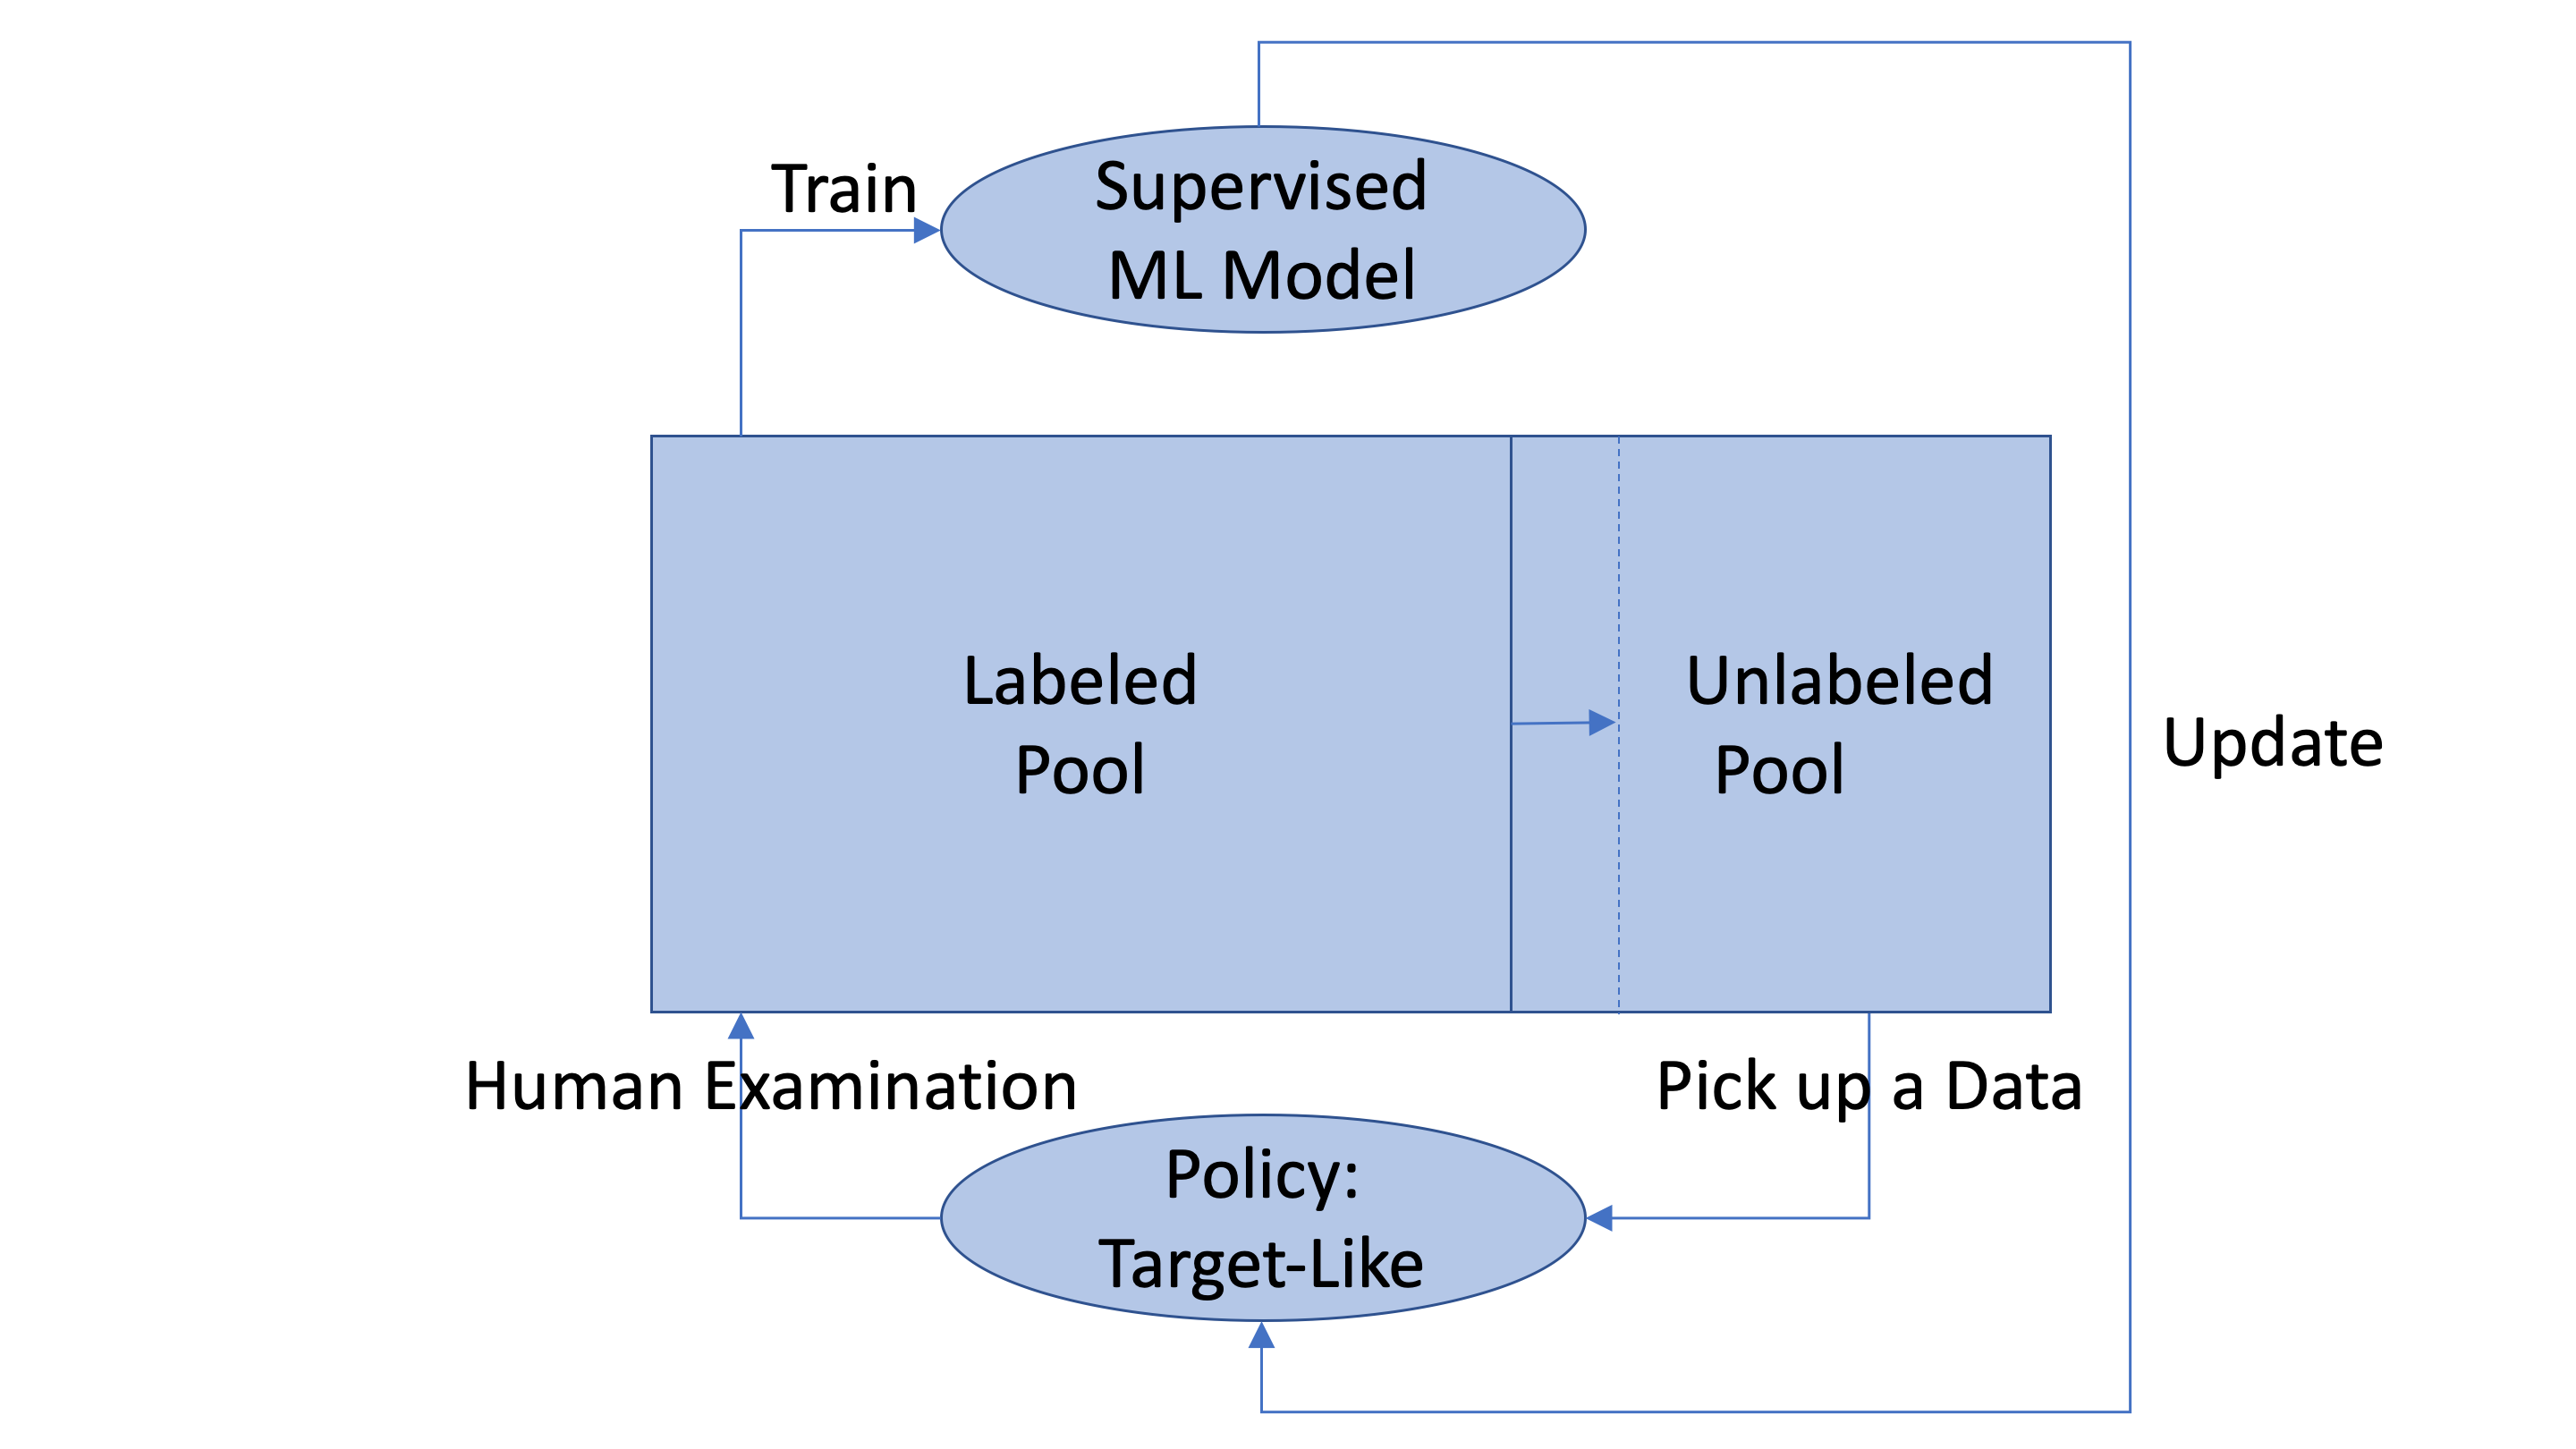 Train
Supervised
ML Model
Labeled
Pool
Unlabeled
Pool
Update
Human Examination
Pick up a Data
Policy:
Target-Like